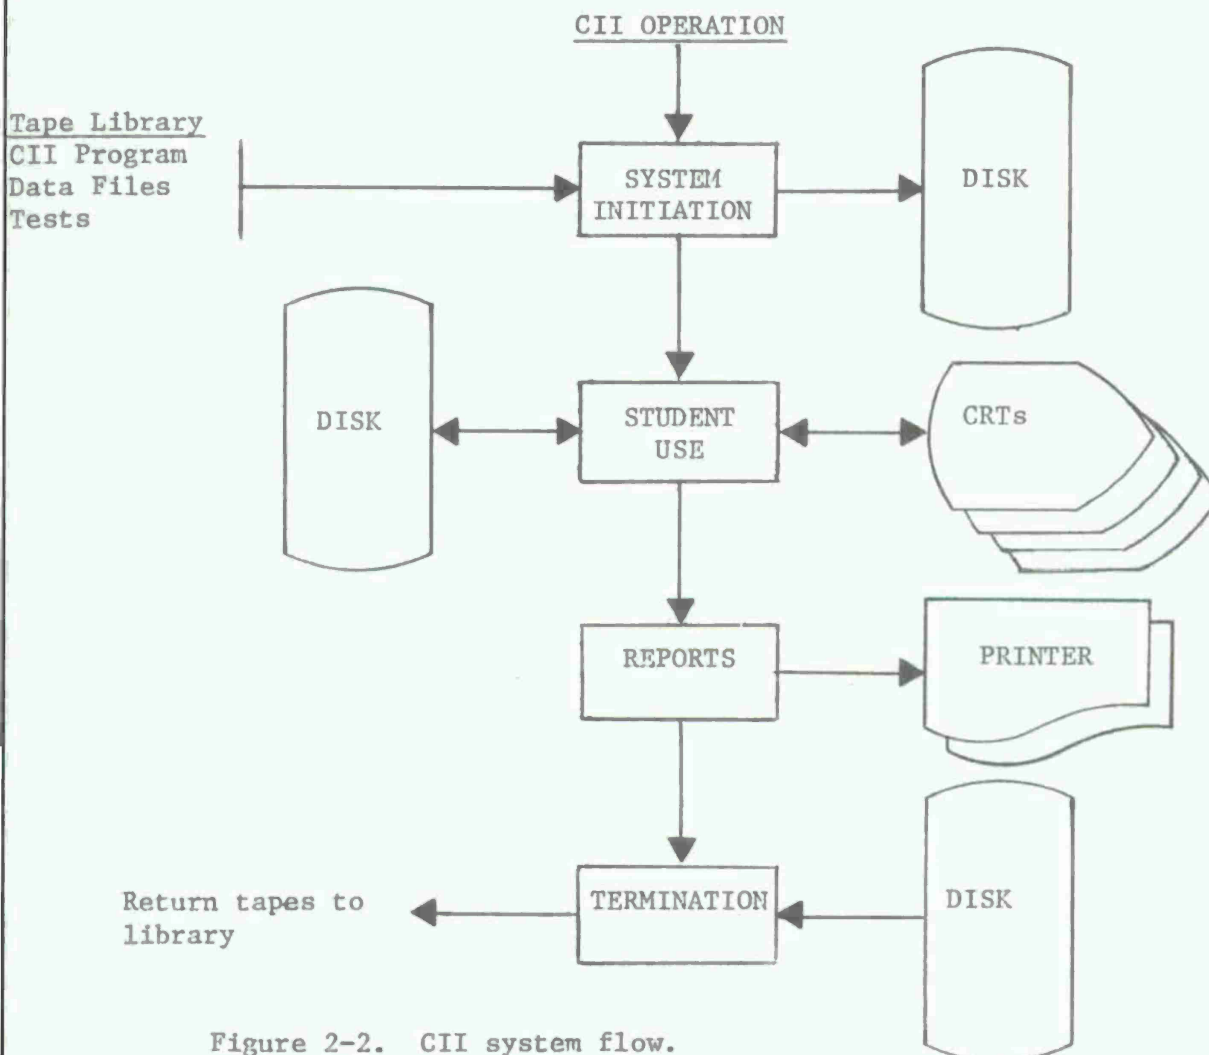 CII OPERATION
Tape Library
CII Program
Data Files
Tests
SYSTEM
INITIATION
DISK
DISK
STUDENT
USE
CRTs
REPORTS
PRINTER
Return tapes to
library
TERMINATION
DISK
Figure 2-2. CII system flow.